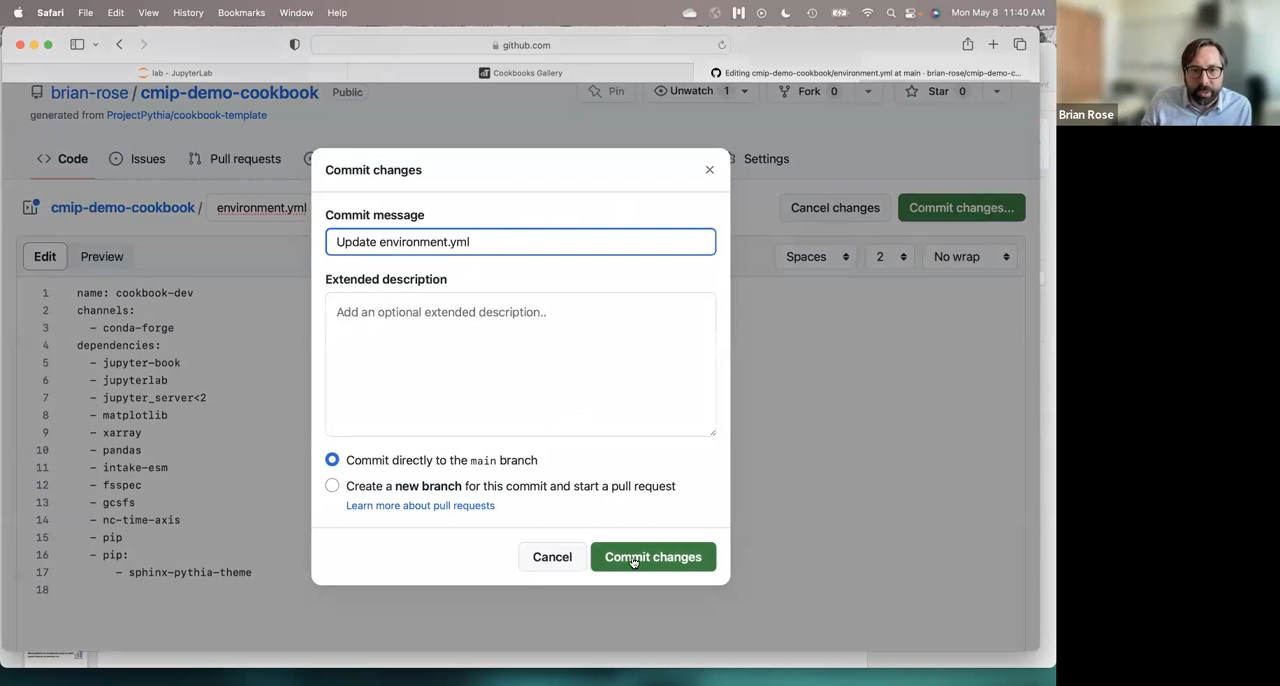 Safari File Edit View History Bookmarks Window Help Mon May 8 11:40 AM
github.com
lab - JupyterLab
Cookbooks Gallery
Editing cmip-demo-cookbook/environment.yml at main · brian-rose/cmip-demo-c...
brian-rose / cmip-demo-cookbook Public
Pin
Unwatch 1
Fork 0
Star 0
generated from ProjectPythia/cookbook-template
Code
Issues
Pull requests
Settings
cmip-demo-cookbook / environment.yml
Cancel changes
Commit changes...
Edit
Preview
Spaces
2
No wrap
1 name: cookbook-dev
2 channels:
3 - conda-forge
4 dependencies:
5 - jupyter-book
6 - jupyterlab
7 - jupyter_server<2
8 - matplotlib
9 - xarray
10 - pandas
11 - intake-esm
12 - fsspec
13 - gcsfs
14 - nc-time-axis
15 - pip
16 - pip:
17 - sphinx-pythia-theme
18
Commit changes
Commit message
Update environment.yml
Extended description
Add an optional extended description..
Commit directly to the main branch
Create a new branch for this commit and start a pull request
Learn more about pull requests
Cancel
Commit changes
Brian Rose